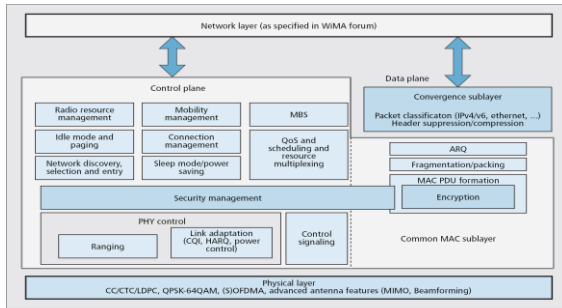 Network layer (as specified in WiMA forum)
Control plane
Data plane
Radio resource
management
Mobility
management
MBS
Idle mode and
paging
Connection
management
QoS and
scheduling and
resource
multiplexing
Network discovery,
selection and entry
Sleep mode/power
saving
Convergence sublayer
Packet classificaton (IPv4/v6, ethernet, ...)
Header suppression/compression
ARQ
Fragmentation/packing
MAC PDU formation
Encryption
Security management
PHY control
Ranging
Link adaptation
(CQI, HARQ, power
control)
Control
signaling
Common MAC sublayer
Physical layer
CC/CTC/LDPC, QPSK-64QAM, (S)OFDMA, advanced antenna features (MIMO, Beamforming)